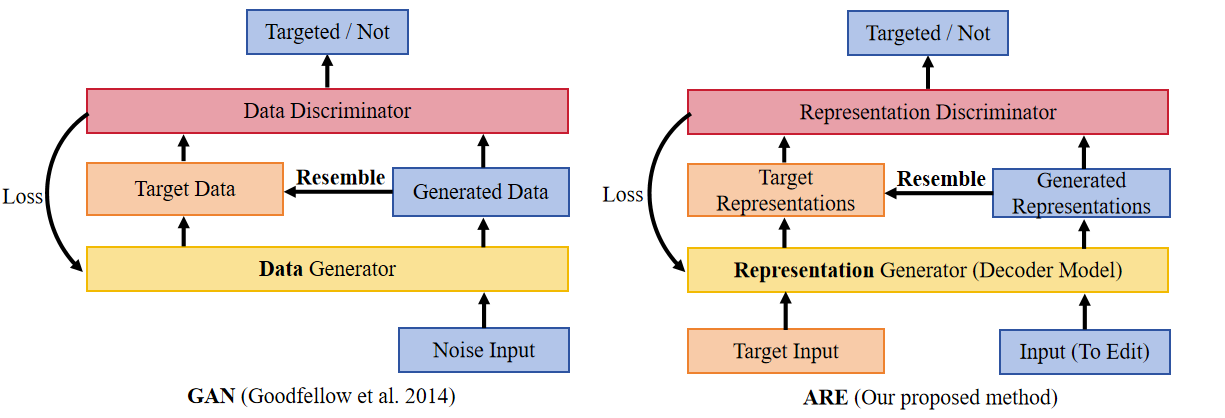 Targeted / Not
Data Discriminator
Loss
Target Data
Resemble
Generated Data
Data Generator
Noise Input
GAN (Goodfellow et al. 2014)
Targeted / Not
Representation Discriminator
Loss
Target
Representations
Resemble
Generated
Representations
Representation Generator (Decoder Model)
Target Input
Input (To Edit)
ARE (Our proposed method)